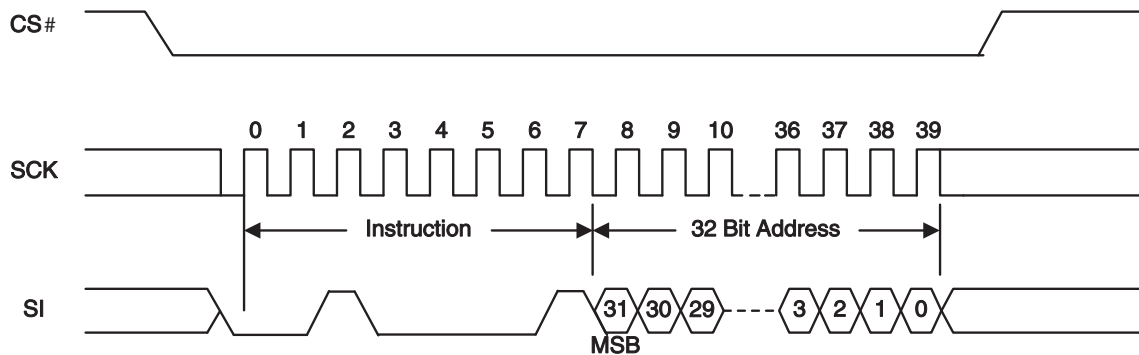 CS#
0 1 2 3 4 5 6 7 8 9 10 36 37 38 39
SCK
Instruction 32 Bit Address
SI 31 30 29 3 2 1 0
MSB